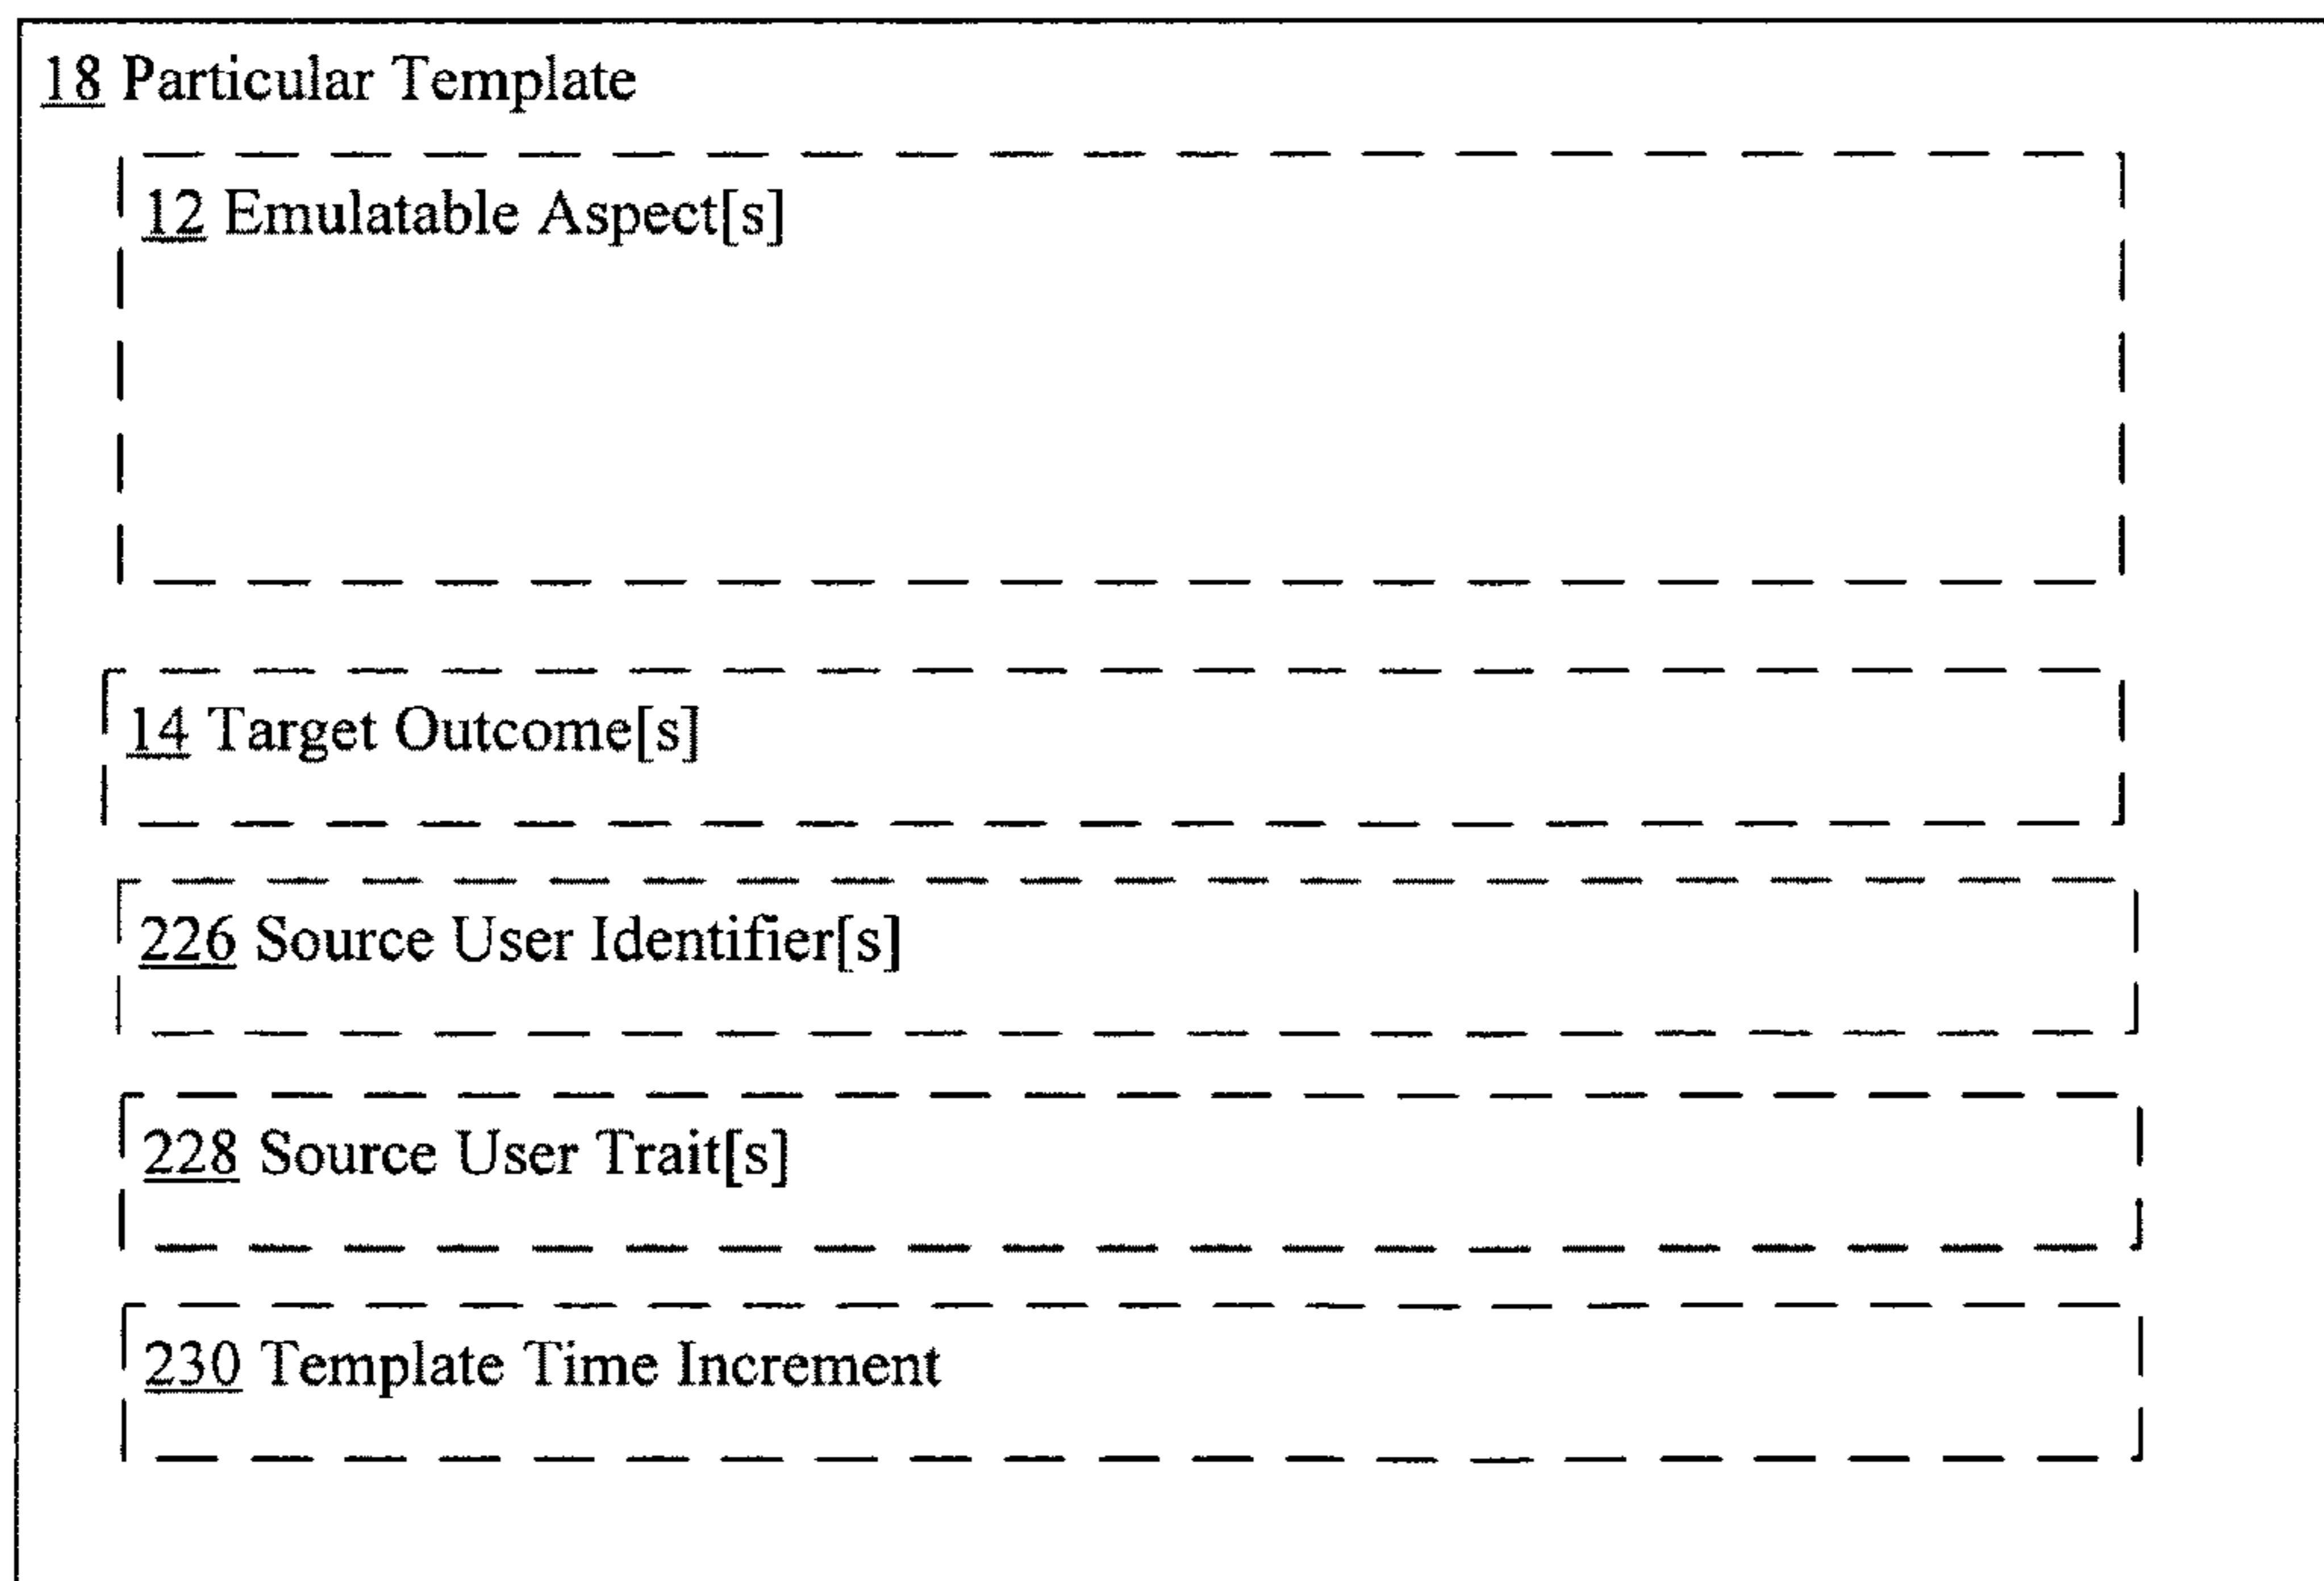 18 Particular Template
12 Emulatable Aspect[s]
14 Target Outcome[s]
226 Source User Identifier[s]
228 Source User Trait[s]
230 Template Time Increment